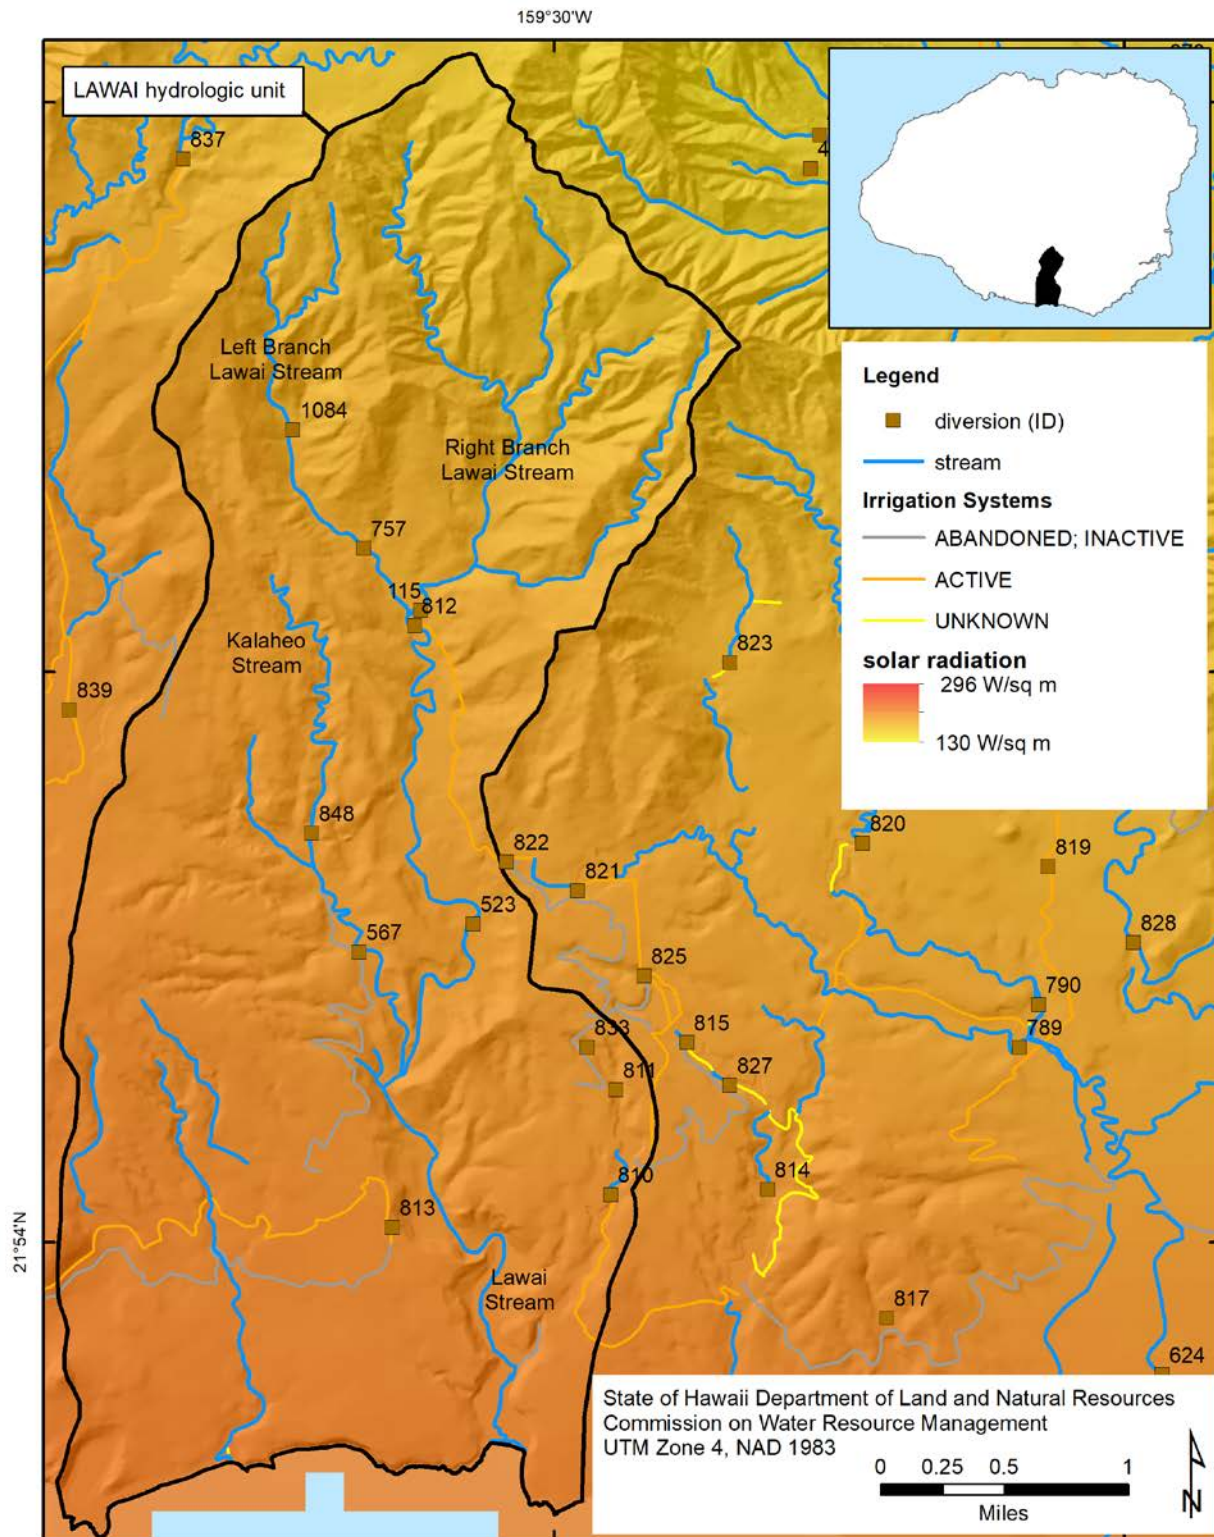 159°30'W
LAWAI hydrologic unit
837
4
Left Branch
Lawai Stream
1084
Right Branch
Lawai Stream
757
115
812
Kalaheo
Stream
823
839
848
822
821
820
819
523
828
567
825
790
833
815
789
811
827
810
814
813
21°54'N
Lawai
Stream
817
624
Legend
diversion (ID)
stream
Irrigation Systems
ABANDONED; INACTIVE
ACTIVE
UNKNOWN
solar radiation
296 W/sq m
130 W/sq m
State of Hawaii Department of Land and Natural Resources
Commission on Water Resource Management
UTM Zone 4, NAD 1983
0 0.25 0.5 1
Miles
N